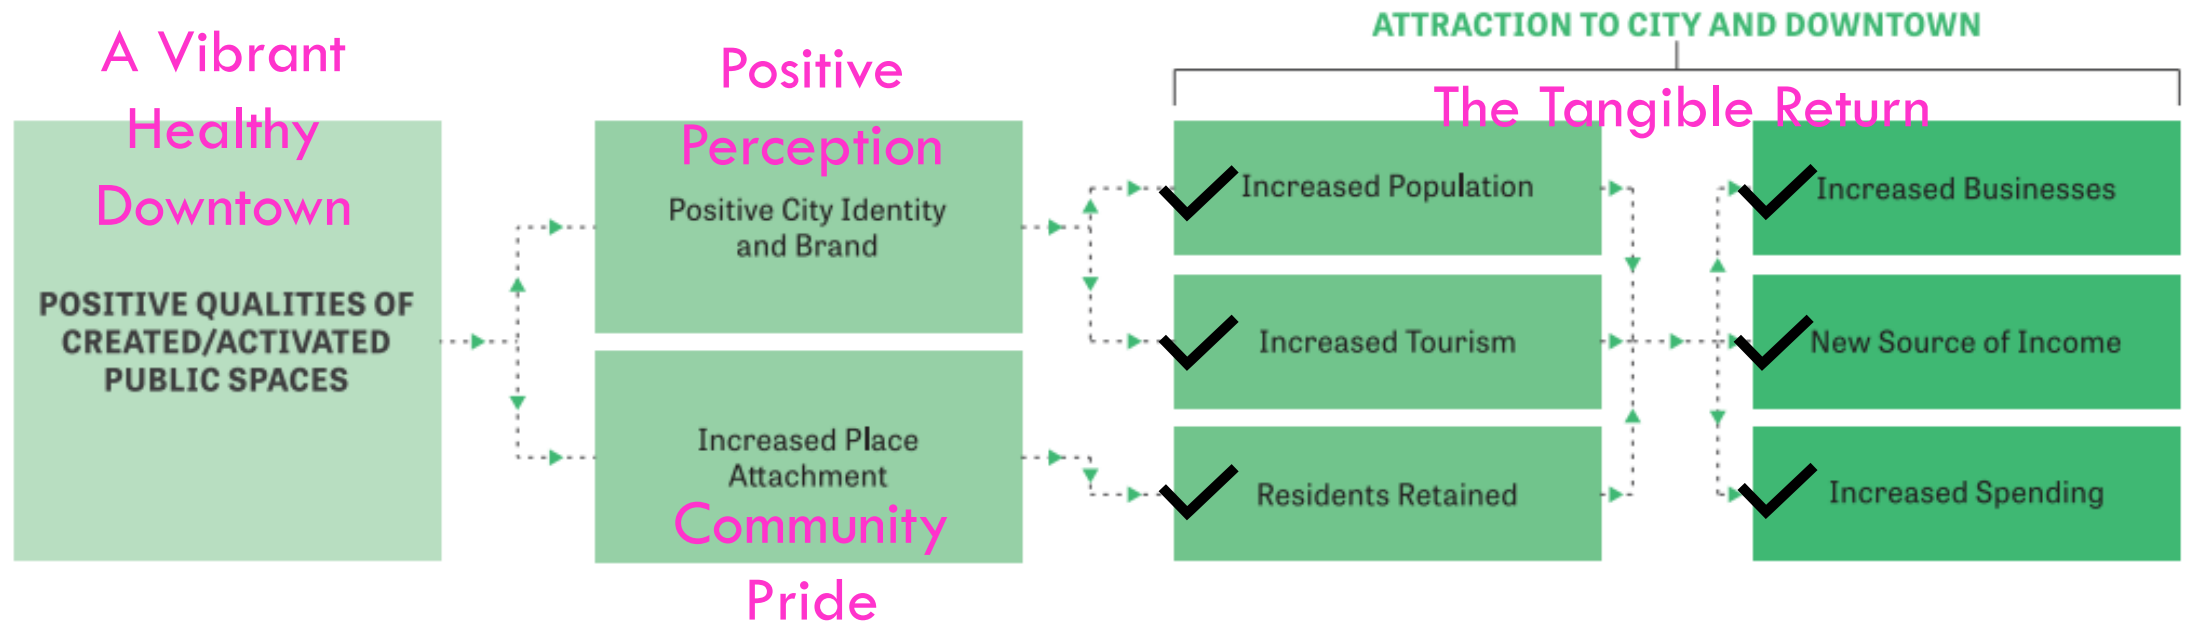 A Vibrant
Healthy
Downtown
POSITIVE QUALITIES OF
CREATED/ACTIVATED
PUBLIC SPACES
Positive
Perception
Positive City Identity
and Brand
Increased Place
Attachment
Community
Pride
ATTRACTION TO CITY AND DOWNTOWN
The Tangible Return
Increased Population
Increased Tourism
Residents Retained
Increased Businesses
New Source of Income
Increased Spending